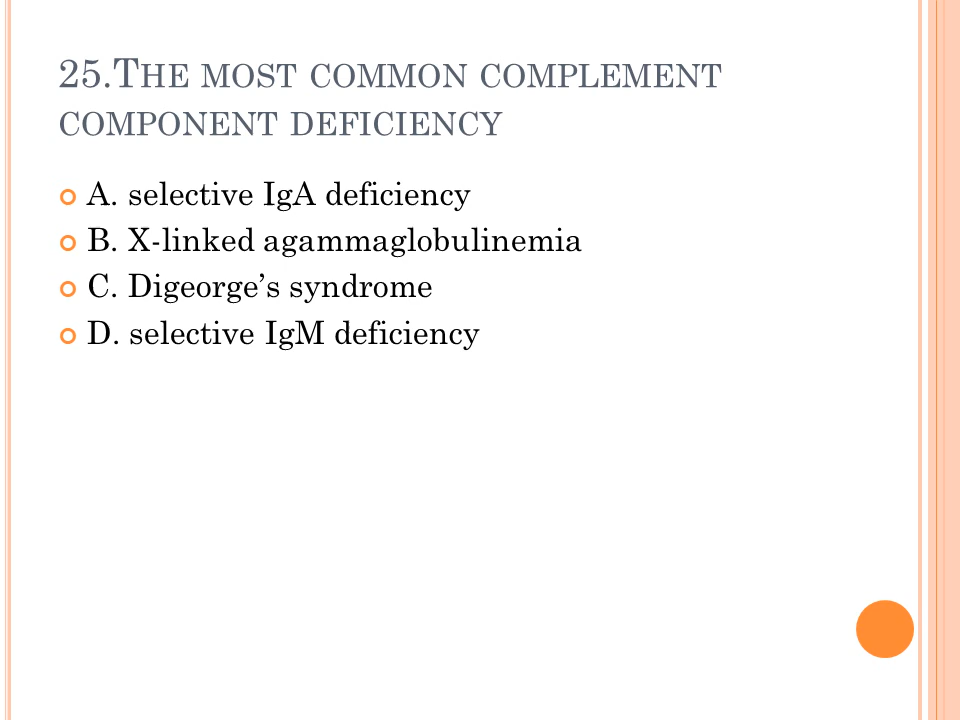 25.The most common complement
component deficiency
A. selective IgA deficiency
B. X-linked agammaglobulinemia
C. Digeorge’s syndrome
D. selective IgM deficiency